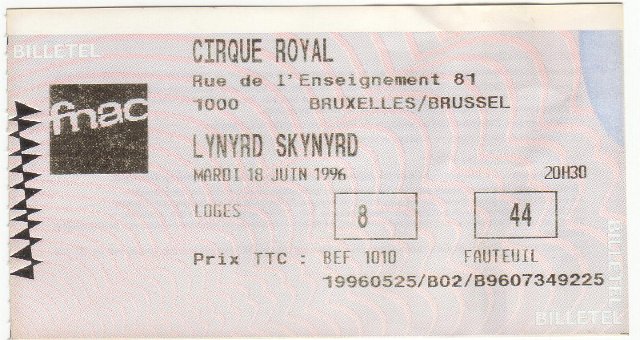 BILLETEL
CIRQUE ROYAL
Rue de l'Enseignement 81
1000 BRUXELLES/BRUSSEL
fnac
LYNYRD SKYNYRD
MARDI 18 JUIN 1996 20H30
LOGES 8 44
Prix TTC : BEF 1010 FAUTEUIL
19960525/B02/B9607349225
BILLETEL
BILLETEL